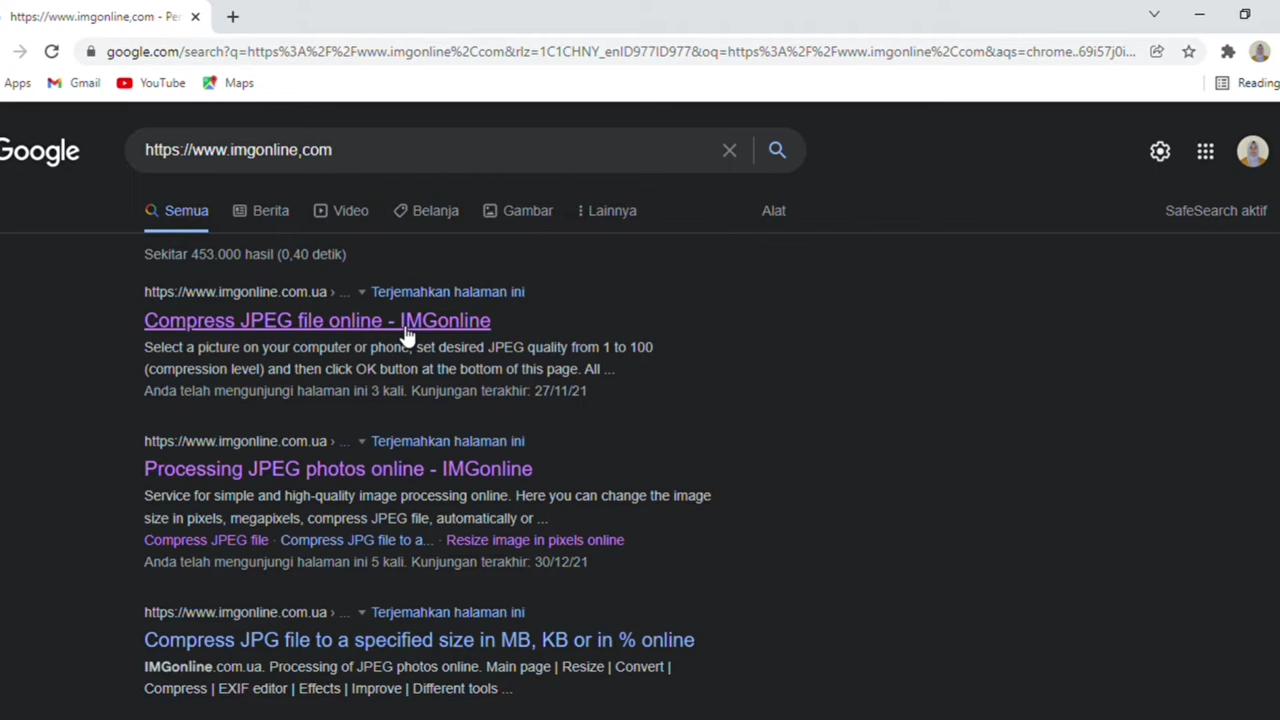 https://www.imgonline,com - Pe
google.com/search?q=https%3A%2F%2Fwww.imgonline%2Ccom&rlz=1C1CHNY_enID977ID977&oq=https%3A%2F%2Fwww.imgonline%2Ccom&aqs=chrome..69i57j0i...
Apps Gmail YouTube Maps Reading
Google https://www.imgonline,com
Semua Berita Video Belanja Gambar Lainnya Alat SafeSearch aktif
Sekitar 453.000 hasil (0,40 detik)
https://www.imgonline.com.ua › ... Terjemahkan halaman ini
Compress JPEG file online - IMGonline
Select a picture on your computer or phone, set desired JPEG quality from 1 to 100
(compression level) and then click OK button at the bottom of this page. All ...
Anda telah mengunjungi halaman ini 3 kali. Kunjungan terakhir: 27/11/21
https://www.imgonline.com.ua › ... Terjemahkan halaman ini
Processing JPEG photos online - IMGonline
Service for simple and high-quality image processing online. Here you can change the image
size in pixels, megapixels, compress JPEG file, automatically or ...
Compress JPEG file · Compress JPG file to a... · Resize image in pixels online
Anda telah mengunjungi halaman ini 5 kali. Kunjungan terakhir: 30/12/21
https://www.imgonline.com.ua › ... Terjemahkan halaman ini
Compress JPG file to a specified size in MB, KB or in % online
IMGonline.com.ua. Processing of JPEG photos online. Main page | Resize | Convert |
Compress | EXIF editor | Effects | Improve | Different tools ...